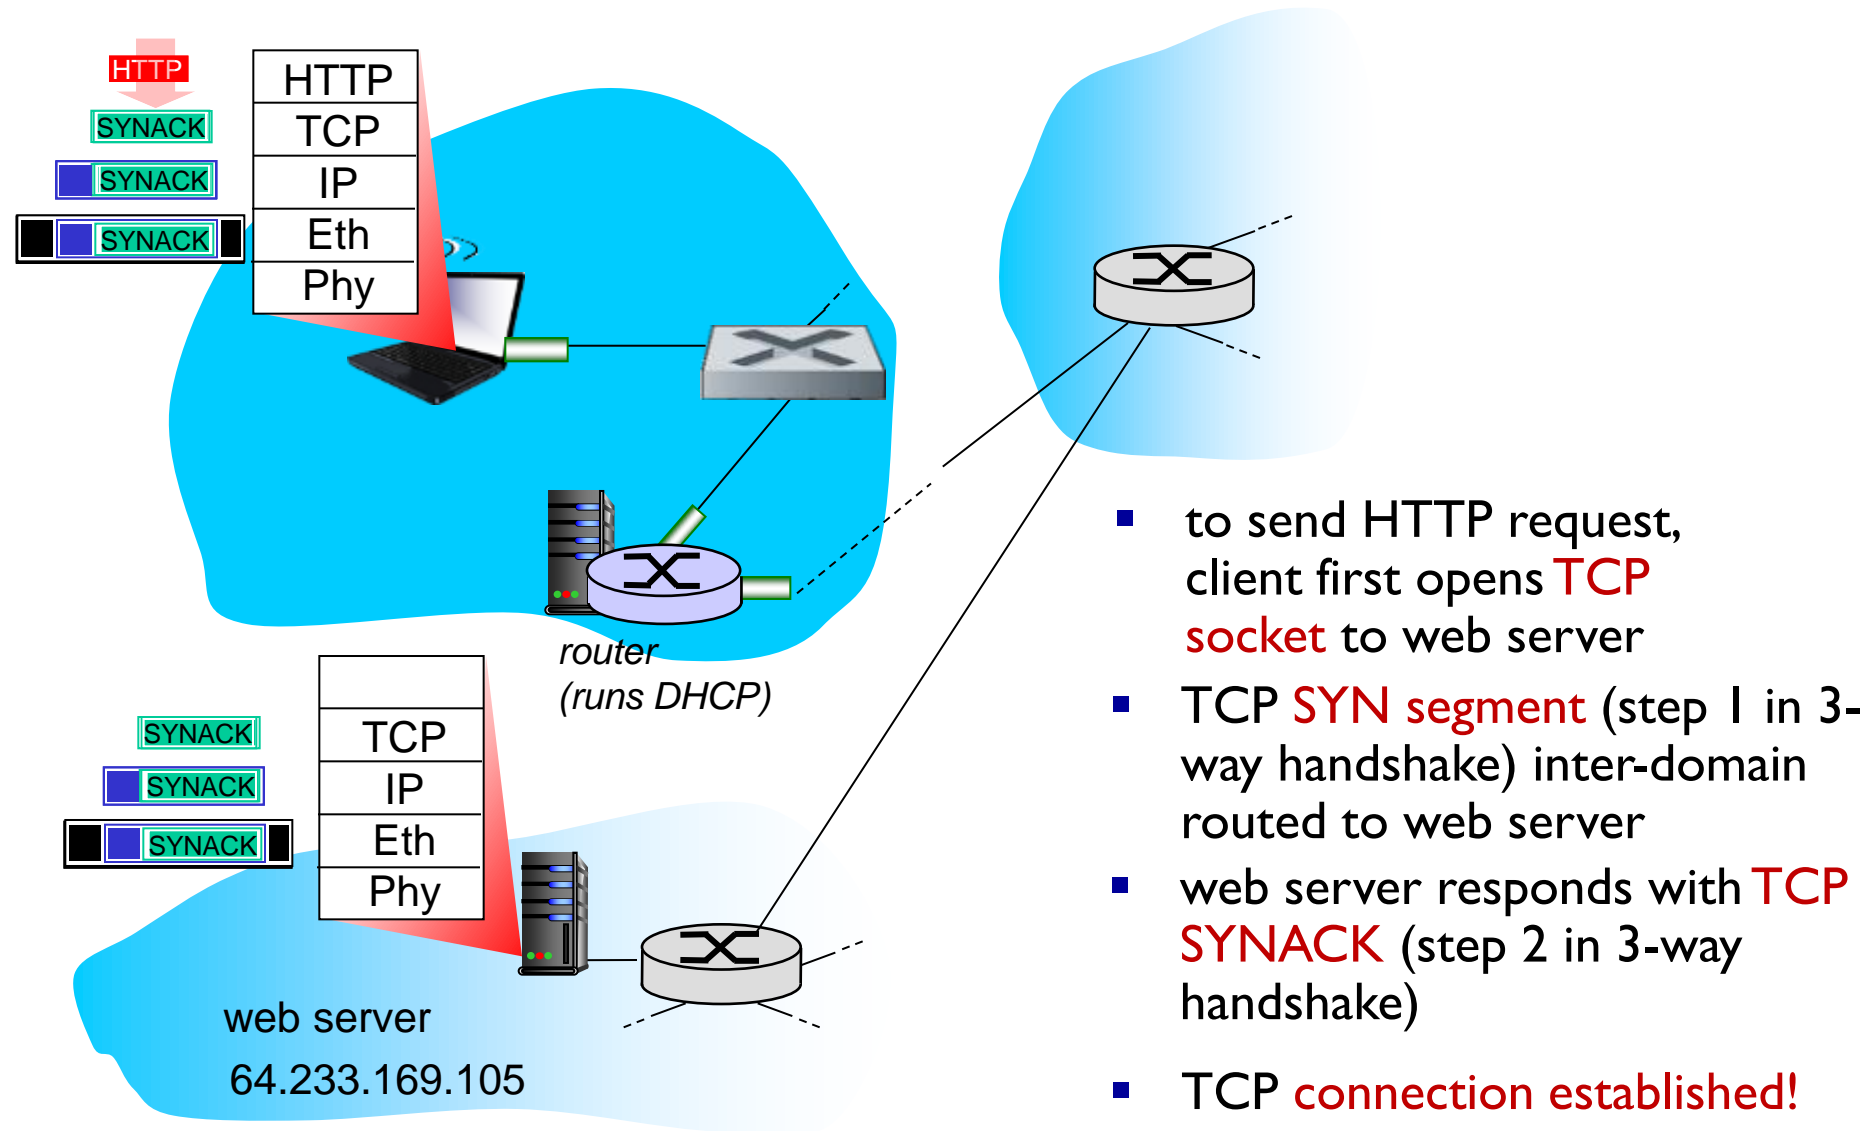 HTTP
SYNACK
SYNACK
SYNACK
HTTP
TCP
IP
Eth
Phy
router
(runs DHCP)
SYNACK
SYNACK
SYNACK
TCP
IP
Eth
Phy
web server
64.233.169.105
to send HTTP request,
client first opens TCP
socket to web server
TCP SYN segment (step 1 in 3-
way handshake) inter-domain
routed to web server
web server responds with TCP
SYNACK (step 2 in 3-way
handshake)
TCP connection established!